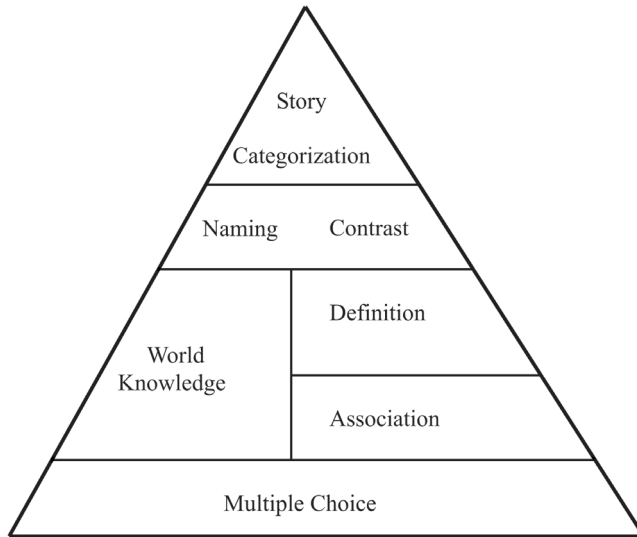 Story
Categorization
Naming Contrast
Definition
World
Knowledge
Association
Multiple Choice